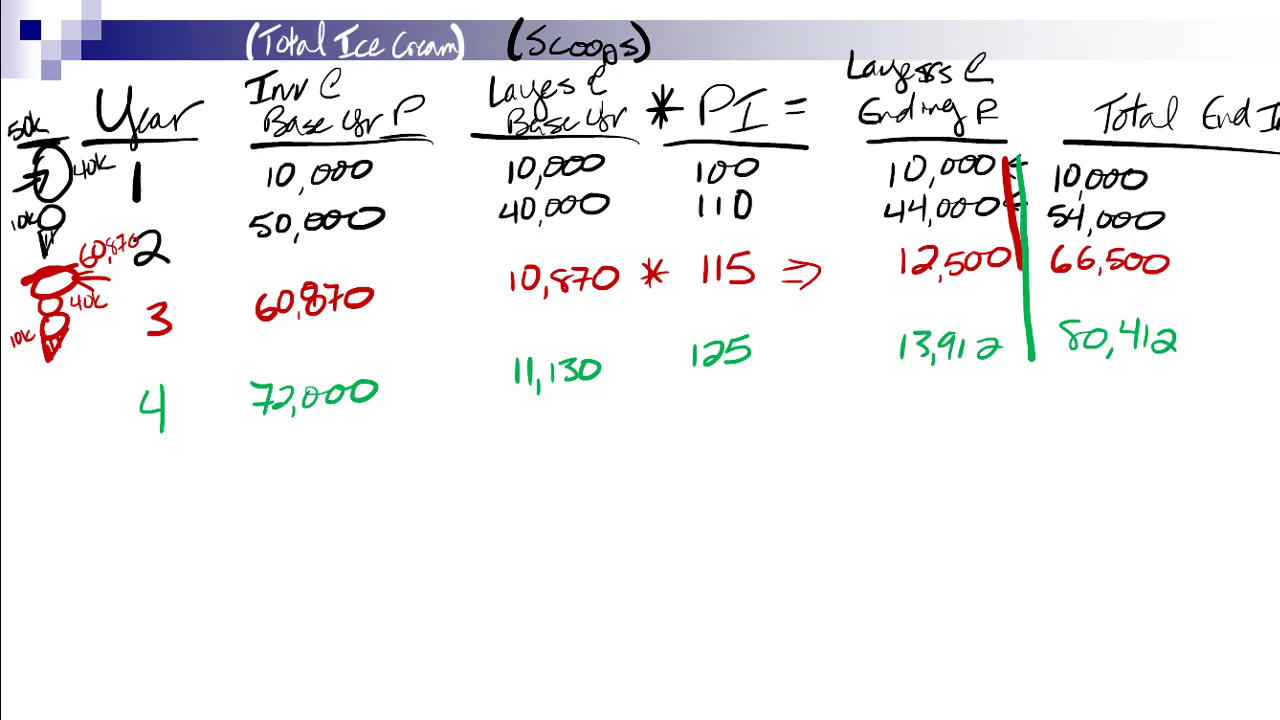 (Total Ice Cream) (Scoops)
Year Inv @ Base Yr P Layes @ Base Yr * PI = Layers @ Ending P Total End In
50K
40K 1 10,000 10,000 100 10,000 10,000
10K 2 50,000 40,000 110 44,000 54,000
60,870
40K
10K 3 60,870 10,870 * 115 ⇒ 12,500 66,500
4 72,000 11,130 125 13,912 80,412